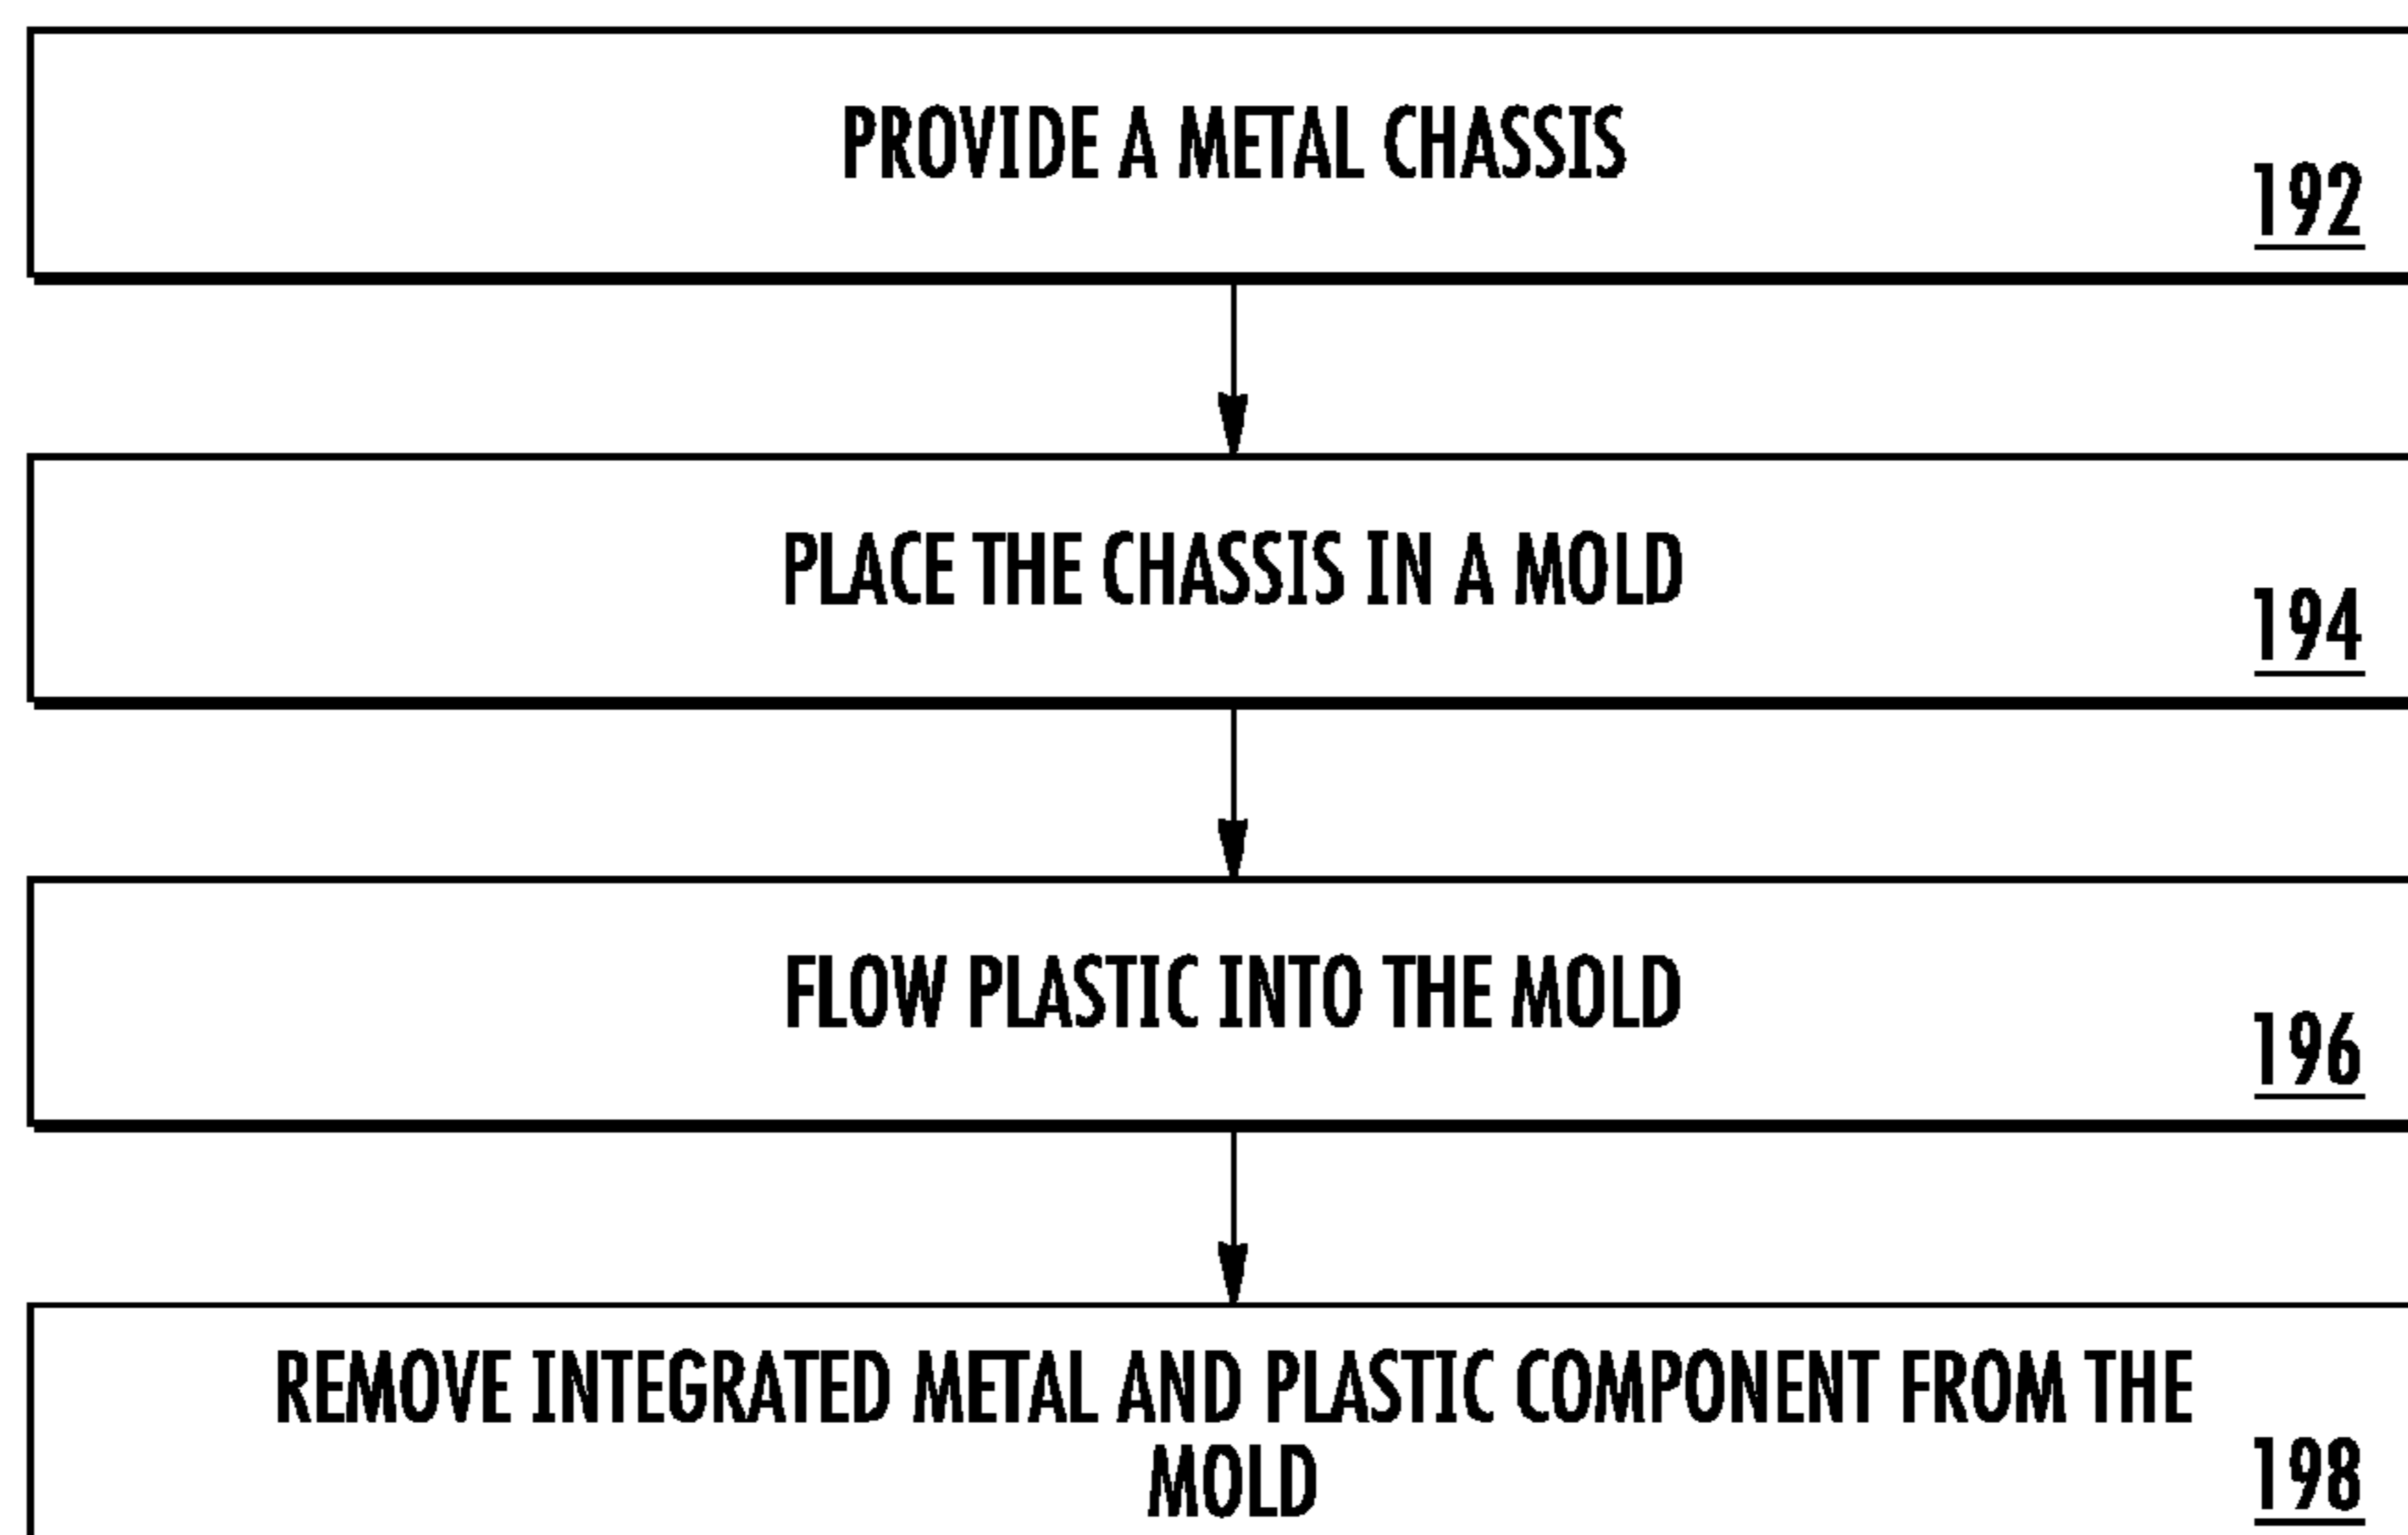 PROVIDE A METAL CHASSIS
192
PLACE THE CHASSIS IN A MOLD
194
FLOW PLASTIC INTO THE MOLD
196
REMOVE INTEGRATED METAL AND PLASTIC COMPONENT FROM THE
MOLD
198